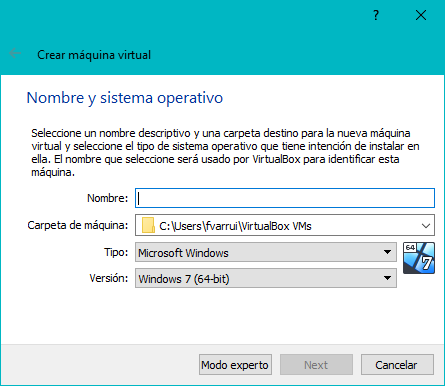 ?
Crear máquina virtual
Nombre y sistema operativo
Seleccione un nombre descriptivo y una carpeta destino para la nueva máquina
virtual y seleccione el tipo de sistema operativo que tiene intención de instalar en
ella. El nombre que seleccione será usado por VirtualBox para identificar esta
máquina.
Nombre:
Carpeta de máquina: C:\Users\fvarrui\VirtualBox VMs
Tipo: Microsoft Windows
64
Versión: Windows 7 (64-bit)
7
Modo experto Next Cancelar